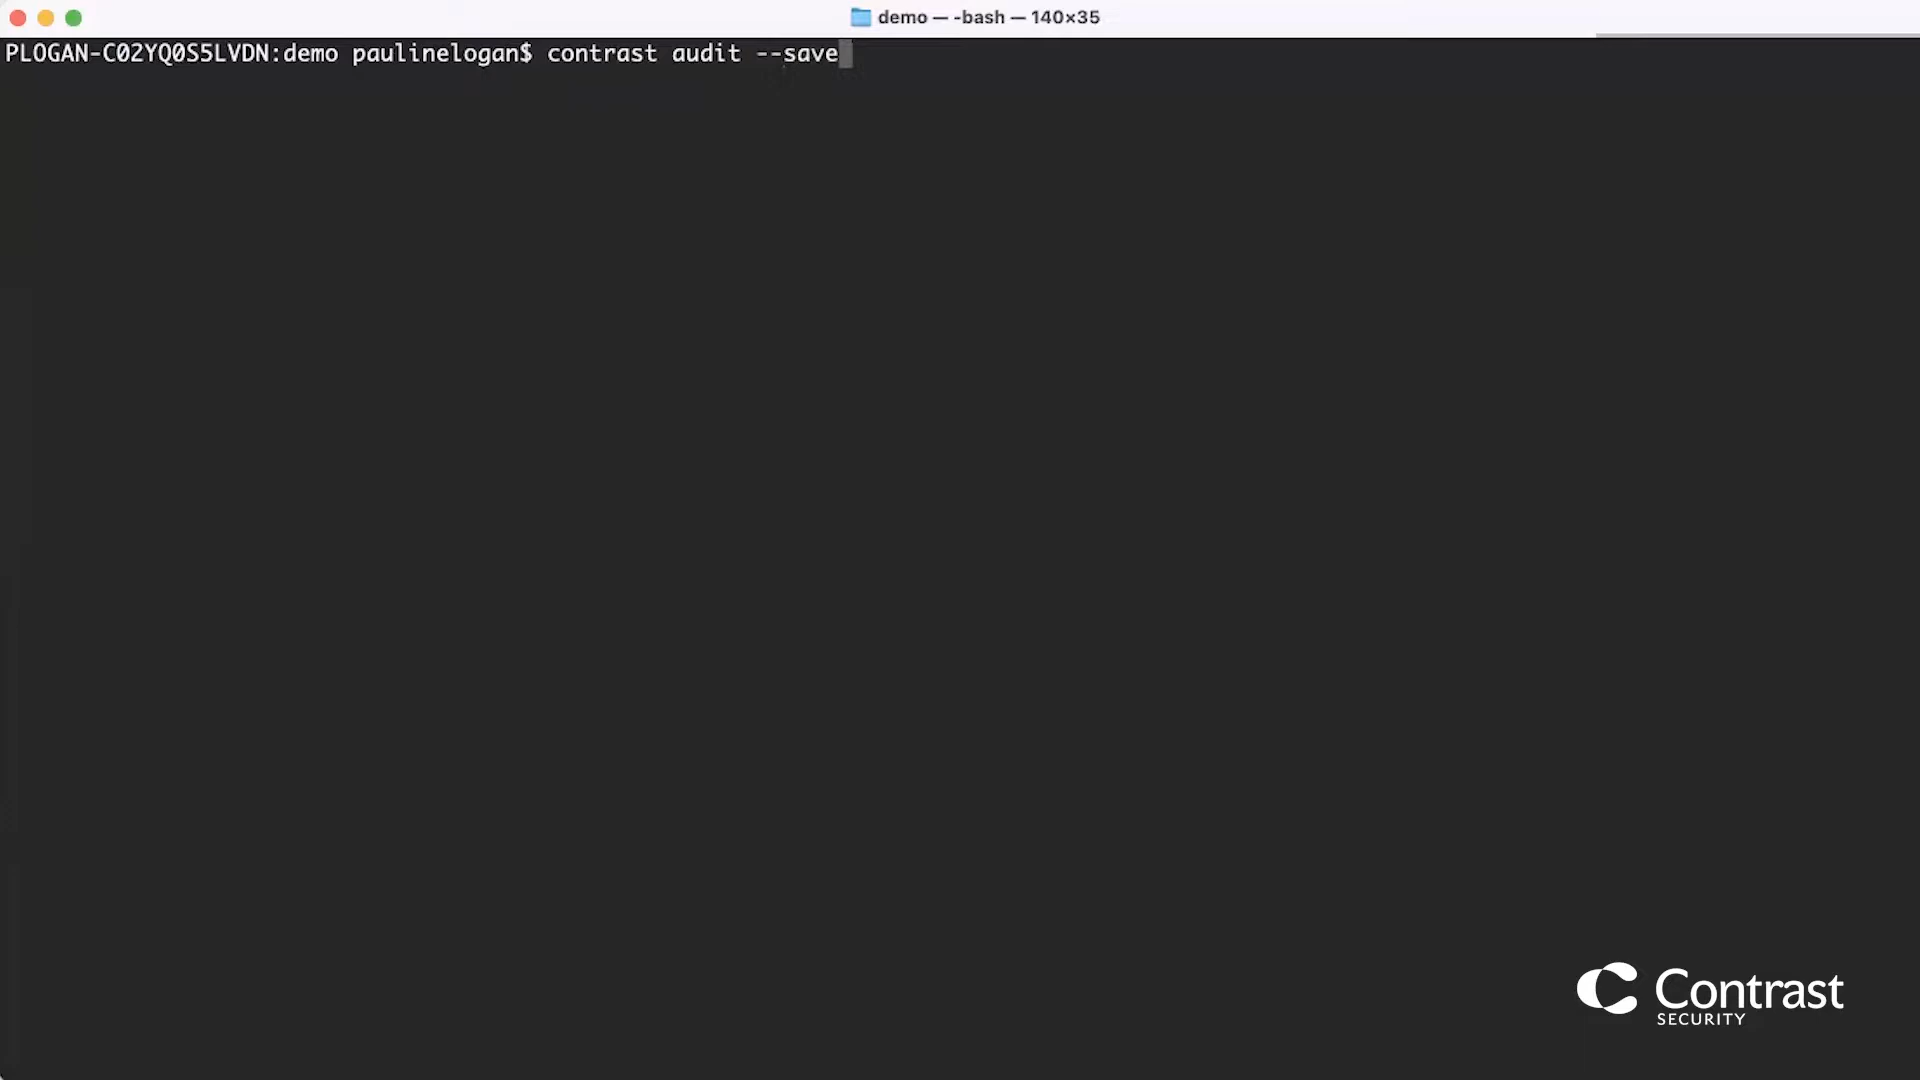 demo — -bash — 140×35
PLOGAN-C02YQ0S5LVDN:demo paulinelogan$ contrast audit --save
Contrast
SECURITY